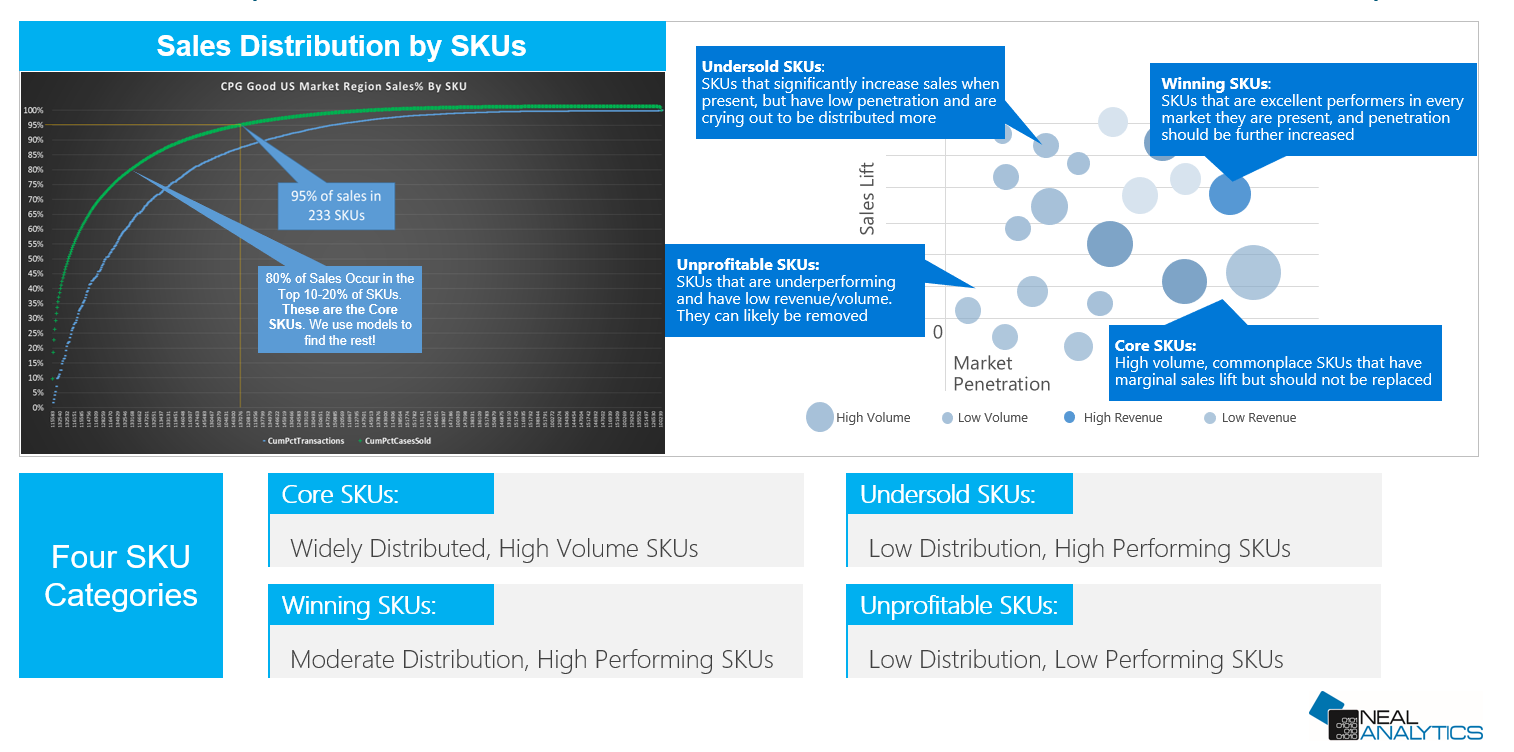 Sales Distribution by SKUs
CPG Good US Market Region Sales% By SKU
100%
95%
90%
85%
80%
75%
70%
65%
60%
55%
50%
45%
40%
35%
30%
25%
20%
15%
10%
5%
0%
95% of sales in
233 SKUs
80% of Sales Occur in the
Top 10-20% of SKUs.
These are the Core
SKUs. We use models to
find the rest!
CumPctTransactions
CumPctCasesSold
Undersold SKUs:
SKUs that significantly increase sales when
present, but have low penetration and are
crying out to be distributed more
Winning SKUs:
SKUs that are excellent performers in every
market they are present, and penetration
should be further increased
Sales Lift
Unprofitable SKUs:
SKUs that are underperforming
and have low revenue/volume.
They can likely be removed
0
Market
Penetration
Core SKUs:
High volume, commonplace SKUs that have
marginal sales lift but should not be replaced
High Volume
Low Volume
High Revenue
Low Revenue
Four SKU
Categories
Core SKUs:
Widely Distributed, High Volume SKUs
Undersold SKUs:
Low Distribution, High Performing SKUs
Winning SKUs:
Moderate Distribution, High Performing SKUs
Unprofitable SKUs:
Low Distribution, Low Performing SKUs
NEAL
ANALYTICS